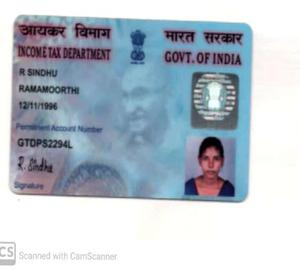 आयकर विभाग
भारत सरकार
INCOME TAX DEPARTMENT
GOVT. OF INDIA
R SINDHU
RAMAMOORTHI
12/11/1996
Permanent Account Number
GTDPS2294L
R. Sindhu
Signature
CS Scanned with CamScanner